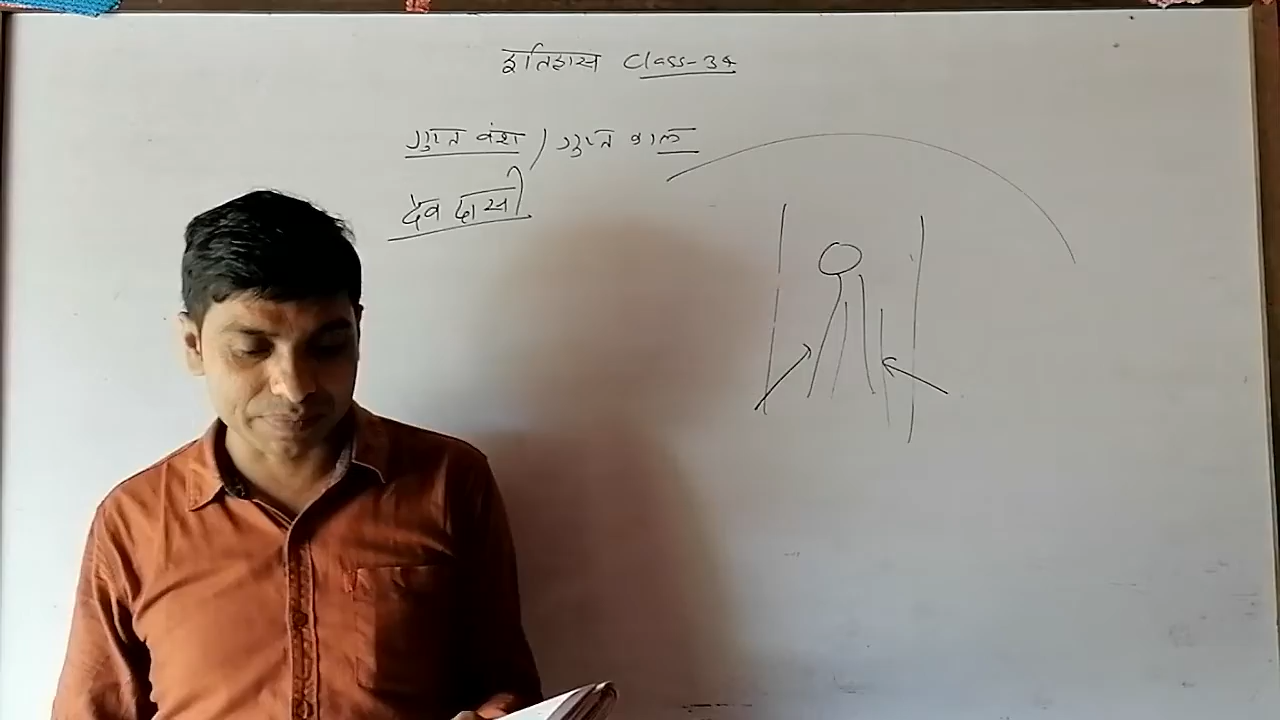 इतिहास Class-34
गुप्त वंश / गुप्त काल
देव दासी